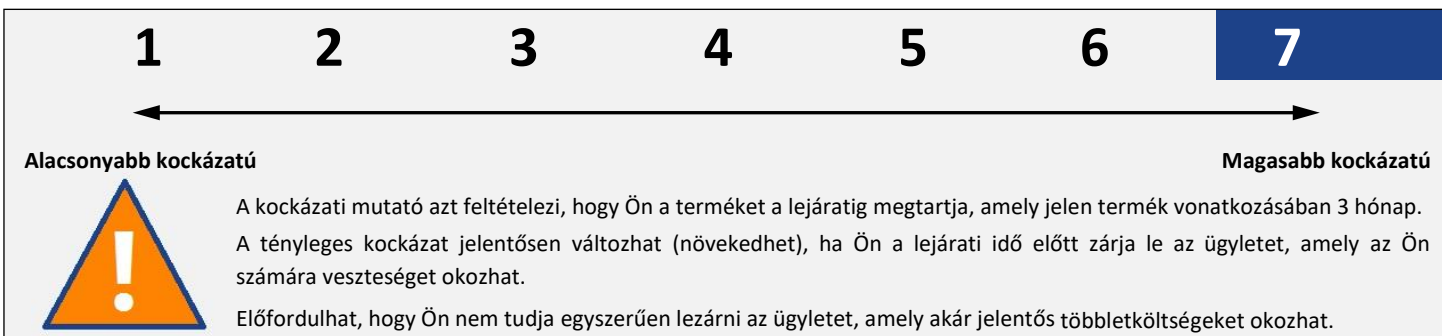 1 2 3 4 5 6 7
Alacsonyabb kockázatú Magasabb kockázatú
A kockázati mutató azt feltételezi, hogy Ön a terméket a lejáratig megtartja, amely jelen termék vonatkozásában 3 hónap.
A tényleges kockázat jelentősen változhat (növekedhet), ha Ön a lejárati idő előtt zárja le az ügyletet, amely az Ön
számára veszteséget okozhat.
Előfordulhat, hogy Ön nem tudja egyszerűen lezárni az ügyletet, amely akár jelentős többletköltségeket okozhat.